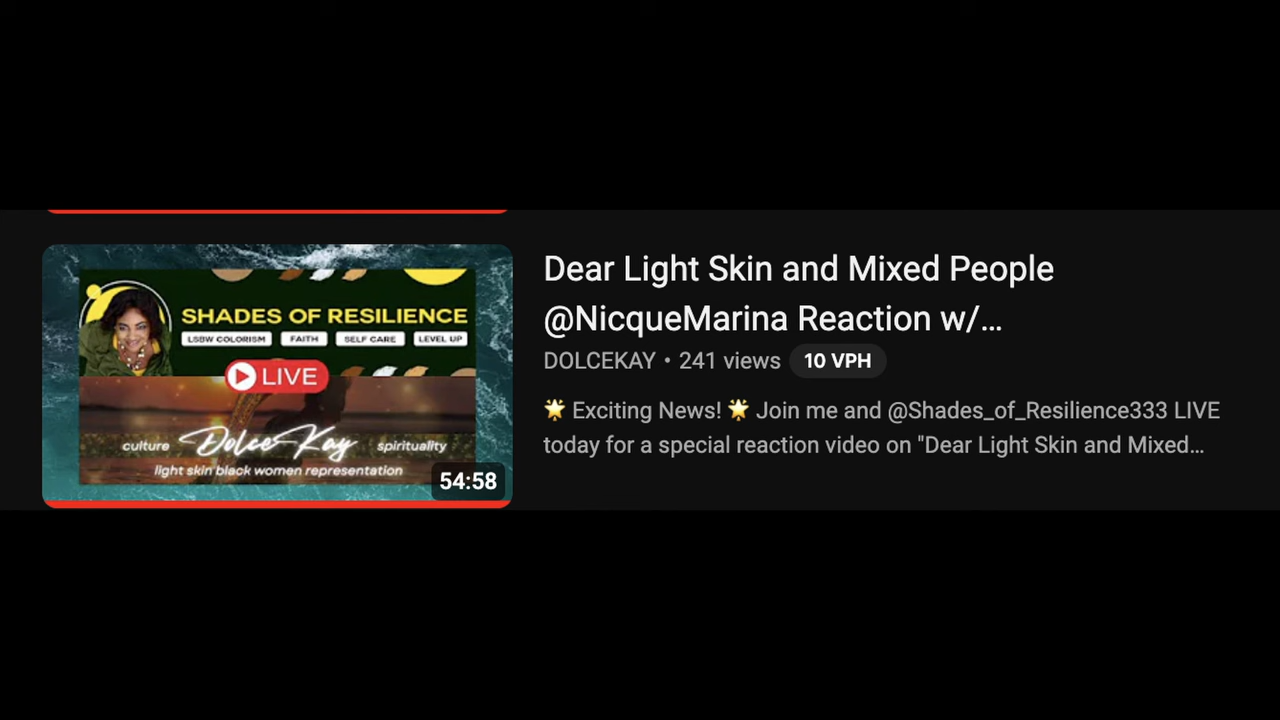 SHADES OF RESILIENCE
LSBW COLORISM FAITH SELF CARE LEVEL UP
LIVE
culture DolceKay spirituality
light skin black women representation
54:58
Dear Light Skin and Mixed People
@NicqueMarina Reaction w/...
DOLCEKAY • 241 views 10 VPH
🌟 Exciting News! 🌟 Join me and @Shades_of_Resilience333 LIVE
today for a special reaction video on "Dear Light Skin and Mixed...